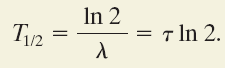 T1/2 = ln 2 / λ = τ ln 2.